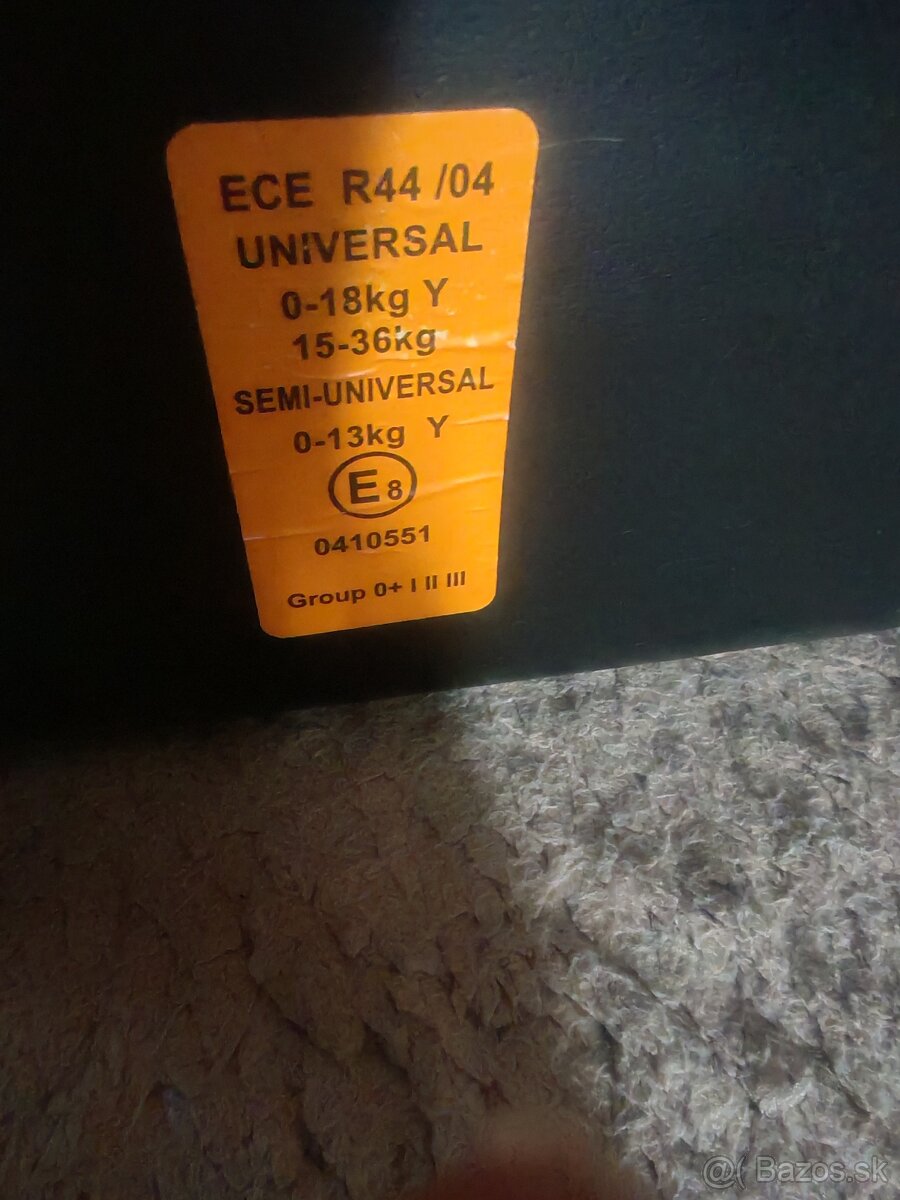 ECE R44 /04
UNIVERSAL
0-18kg Y
15-36kg
SEMI-UNIVERSAL
0-13kg Y
E 8
0410551
Group 0+ I II III
@( Bazos.sk